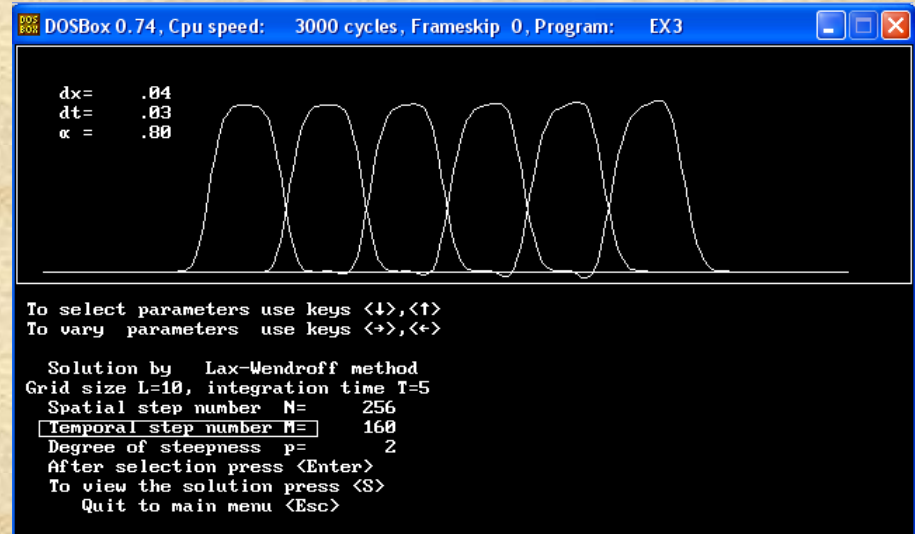 DOSBox 0.74, Cpu speed: 3000 cycles, Frameskip 0, Program: EX3
dx= .04
dt= .03
α = .80
To select parameters use keys <↓>,<↑>
To vary parameters use keys <→>,<←>
Solution by Lax-Wendroff method
Grid size L=10, integration time T=5
Spatial step number N= 256
Temporal step number M= 160
Degree of steepness p= 2
After selection press <Enter>
To view the solution press <S>
Quit to main menu <Esc>